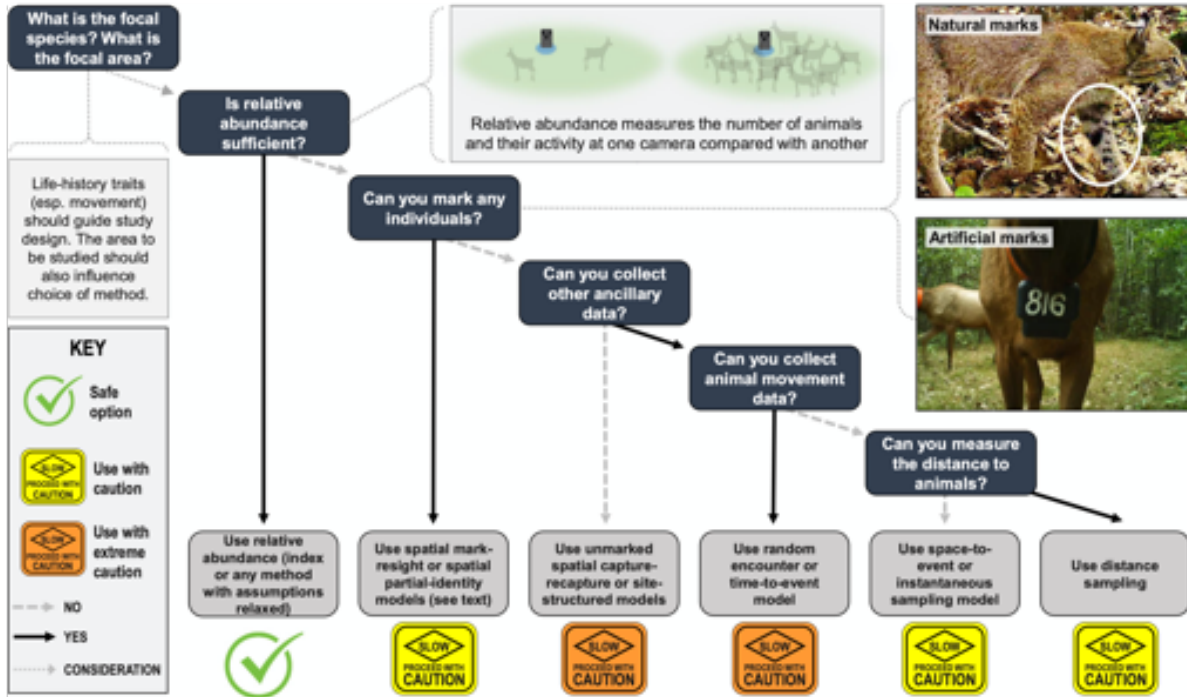 What is the focal
species? What is
the focal area?
Is relative
abundance
sufficient?
Relative abundance measures the number of animals
and their activity at one camera compared with another
Natural marks
Life-history traits
(esp. movement)
should guide study
design. The area to
be studied should
also influence
choice of method.
Can you mark any
individuals?
Artificial marks
816
Can you collect
other ancillary
data?
Can you collect
animal movement
data?
Can you measure
the distance to
animals?
KEY
Safe
option
SLOW
PROCEED WITH
CAUTION
Use with
caution
SLOW
PROCEED WITH
CAUTION
Use with
extreme
caution
NO
YES
CONSIDERATION
Use relative
abundance (index
or any method
with assumptions
relaxed)
Use spatial mark-
resight or spatial
partial-identity
models (see text)
SLOW
PROCEED WITH
CAUTION
Use unmarked
spatial capture-
recapture or site-
structured models
SLOW
PROCEED WITH
CAUTION
Use random
encounter or
time-to-event
model
SLOW
PROCEED WITH
CAUTION
Use space-to-
event or
instantaneous
sampling model
SLOW
PROCEED WITH
CAUTION
Use distance
sampling
SLOW
PROCEED WITH
CAUTION